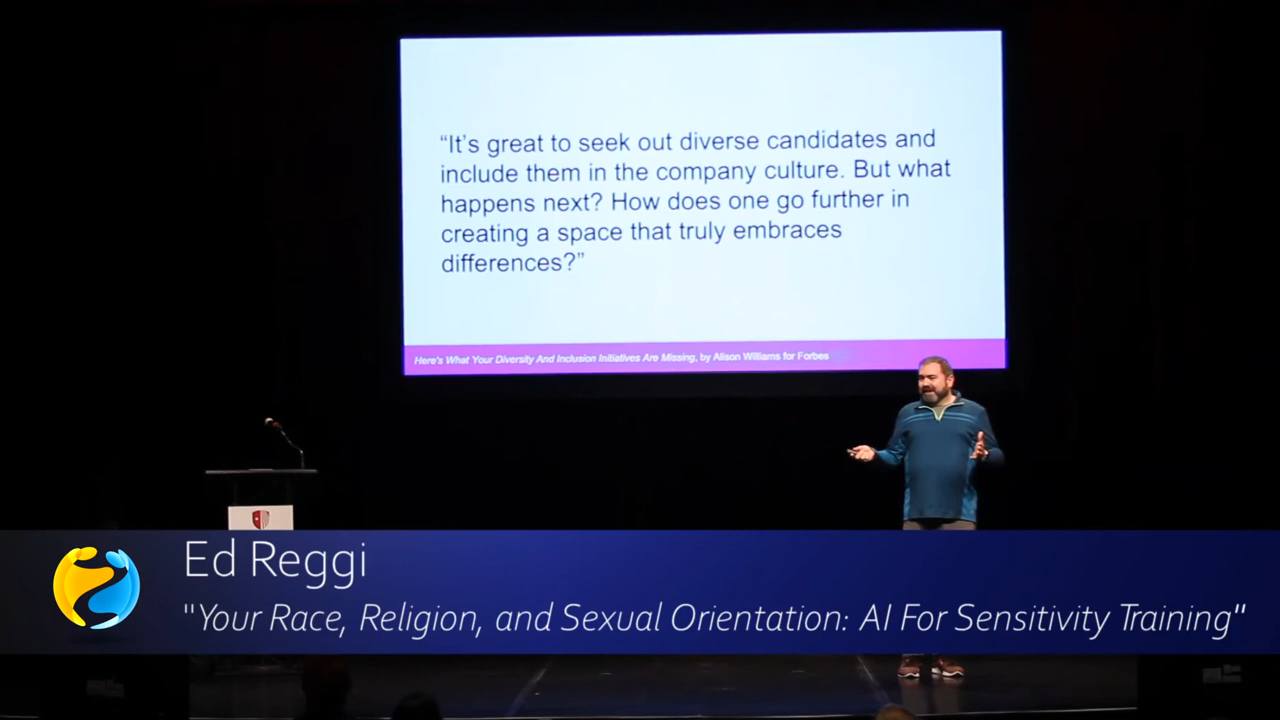 “It’s great to seek out diverse candidates and
include them in the company culture. But what
happens next? How does one go further in
creating a space that truly embraces
differences?”
Here's What Your Diversity And Inclusion Initiatives Are Missing, by Alison Williams for Forbes
Ed Reggi
"Your Race, Religion, and Sexual Orientation: AI For Sensitivity Training"